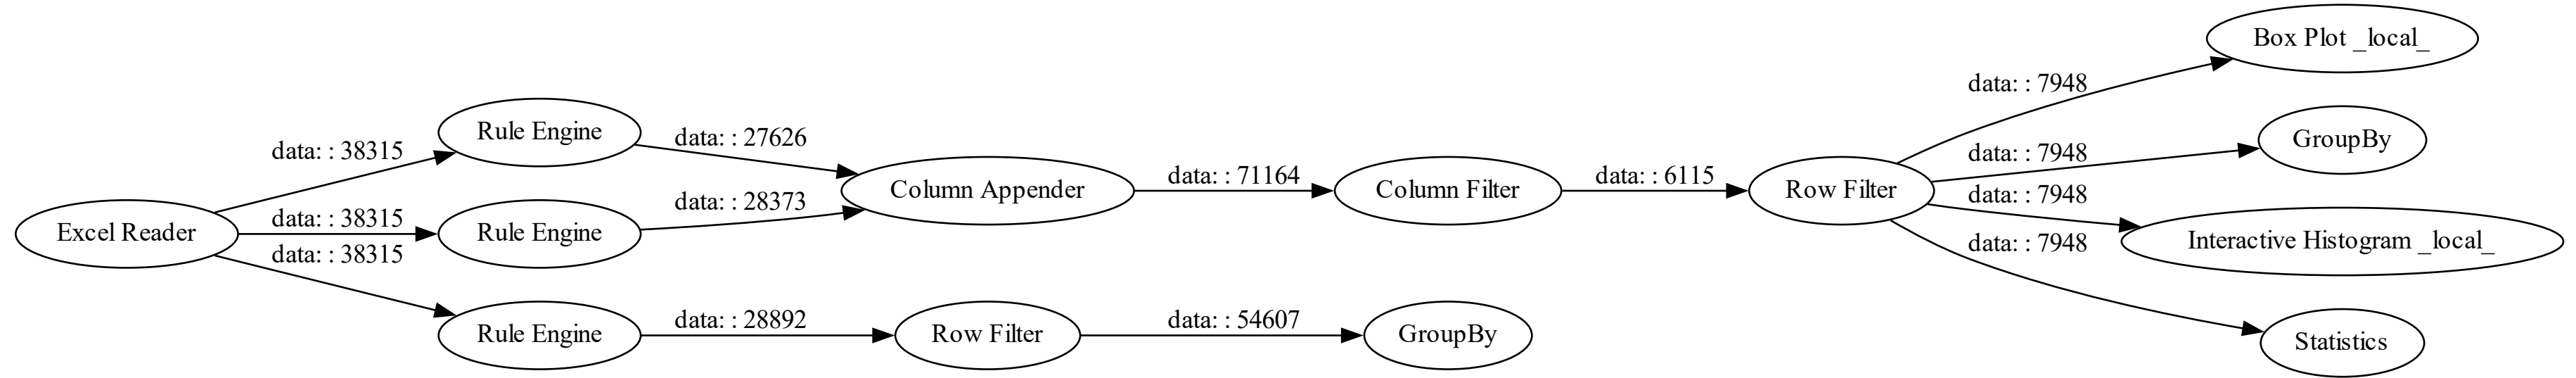 Box Plot _local_
data: : 7948
Rule Engine
data: : 27626
data: : 38315
GroupBy
data: : 7948
Column Appender
data: : 71164
Column Filter
data: : 6115
Row Filter
data: : 28373
data: : 7948
Excel Reader
data: : 38315
Rule Engine
Interactive Histogram _local_
data: : 38315
data: : 7948
Rule Engine
data: : 28892
Row Filter
data: : 54607
GroupBy
Statistics